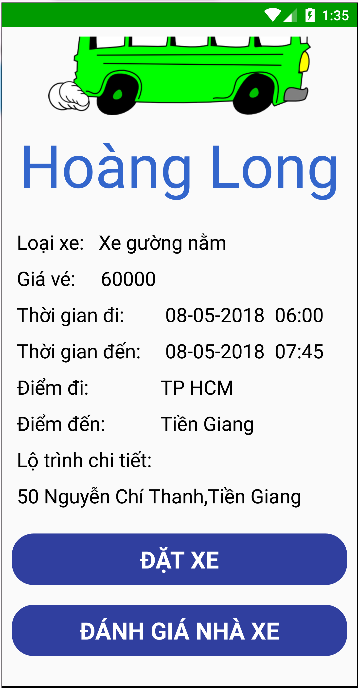 1:35
Hoàng Long
Loại xe: Xe gường nằm
Giá vé: 60000
Thời gian đi: 08-05-2018 06:00
Thời gian đến: 08-05-2018 07:45
Điểm đi: TP HCM
Điểm đến: Tiền Giang
Lộ trình chi tiết:
50 Nguyễn Chí Thanh,Tiền Giang
ĐẶT XE
ĐÁNH GIÁ NHÀ XE